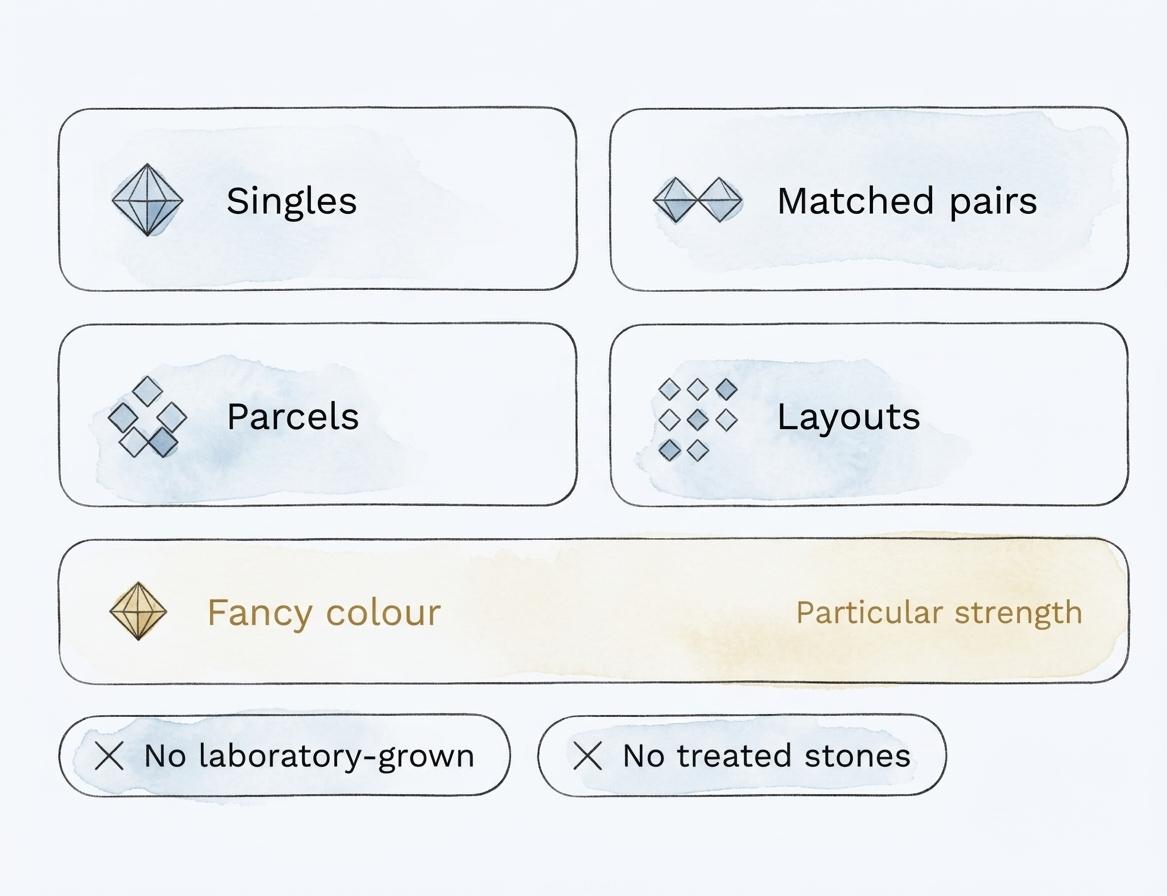 Singles
Matched pairs
Parcels
Layouts
Fancy colour
Particular strength
No laboratory-grown
No treated stones